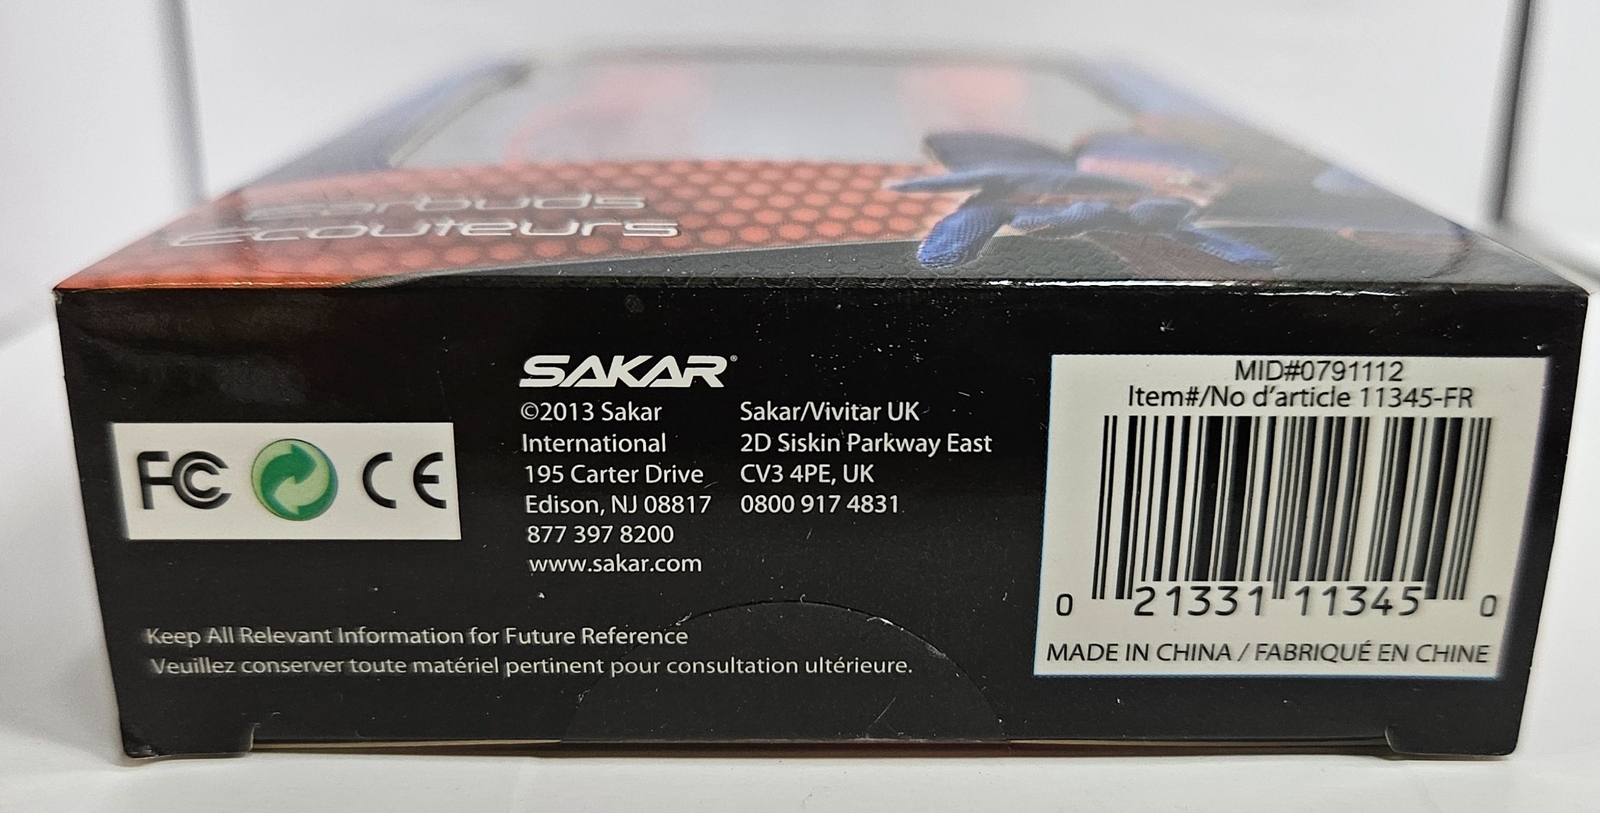 Earbuds
Écouteurs
SAKAR®
©2013 Sakar
International
195 Carter Drive
Edison, NJ 08817
877 397 8200
www.sakar.com
Sakar/Vivitar UK
2D Siskin Parkway East
CV3 4PE, UK
0800 917 4831
FC CE
Keep All Relevant Information for Future Reference
Veuillez conserver toute matériel pertinent pour consultation ultérieure.
MID#0791112
Item#/No d'article 11345-FR
0 21331 11345 0
MADE IN CHINA / FABRIQUÉ EN CHINE